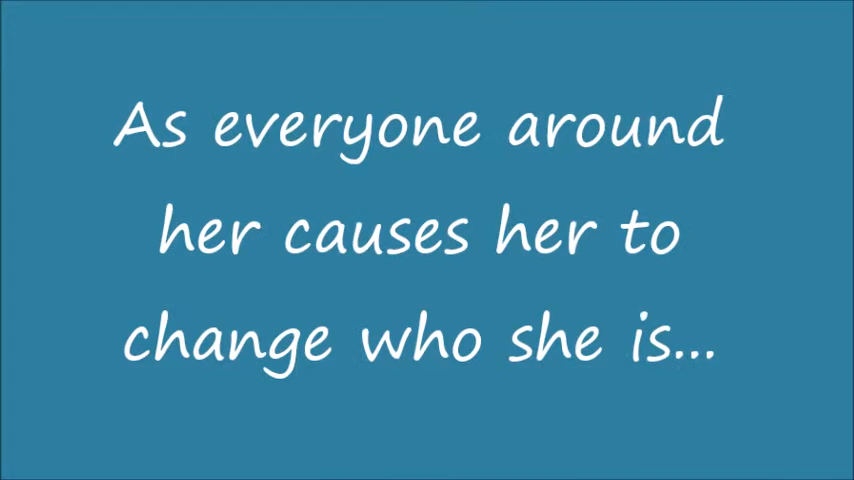 As everyone around
her causes her to
change who she is...